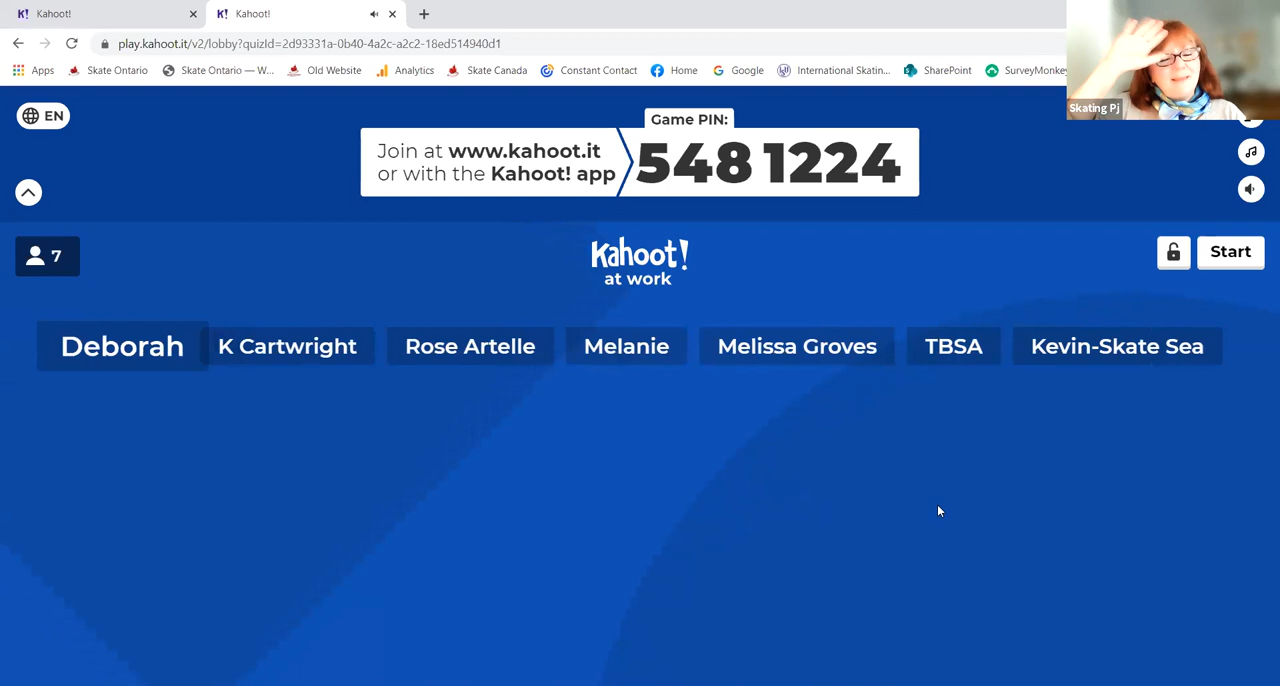 Kahoot!
Kahoot!
play.kahoot.it/v2/lobby?quizId=2d93331a-0b40-4a2c-a2c2-18ed514940d1
Apps Skate Ontario Skate Ontario — W... Old Website Analytics Skate Canada Constant Contact Home Google International Skatin... SharePoint SurveyMonkey
Skating Pj
EN
Game PIN:
Join at www.kahoot.it
or with the Kahoot! app
548 1224
7
Kahoot!
at work
Start
Deborah K Cartwright Rose Artelle Melanie Melissa Groves TBSA Kevin-Skate Sea